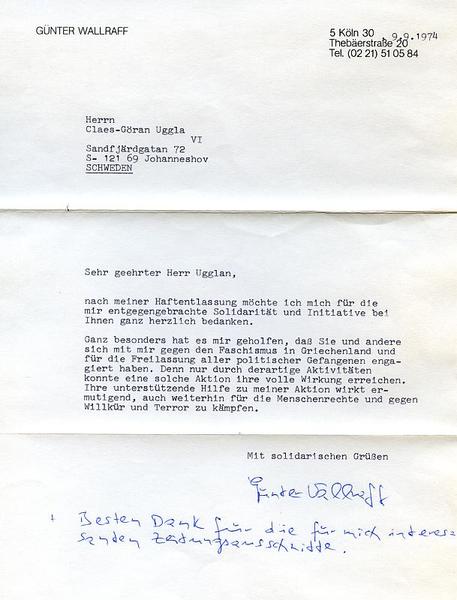 GÜNTER WALLRAFF
5 Köln 30
9.9.1974
Thebäerstraße 20
Tel. (02 21) 51 05 84
Herrn
Claes-Göran Uggla
VI
Sandfjärdgatan 72
S- 121 69 Johanneshov
SCHWEDEN
Sehr geehrter Herr Ugglan,
nach meiner Haftentlassung möchte ich mich für die
mir entgegengebrachte Solidarität und Initiative bei
Ihnen ganz herzlich bedanken.
Ganz besonders hat es mir geholfen, daß Sie und andere
sich mit mir gegen den Faschismus in Griechenland und
für die Freilassung aller politischer Gefangenen enga-
giert haben. Denn nur durch derartige Aktivitäten
konnte eine solche Aktion ihre volle Wirkung erreichen.
Ihre unterstützende Hilfe zu meiner Aktion wirkt er-
mutigend, auch weiterhin für die Menschenrechte und gegen
Willkür und Terror zu kämpfen.
Mit solidarischen Grüßen
Günter Wallraff
+ Besten Dank für die für mich interes-
santen Zeitungsausschnitte.